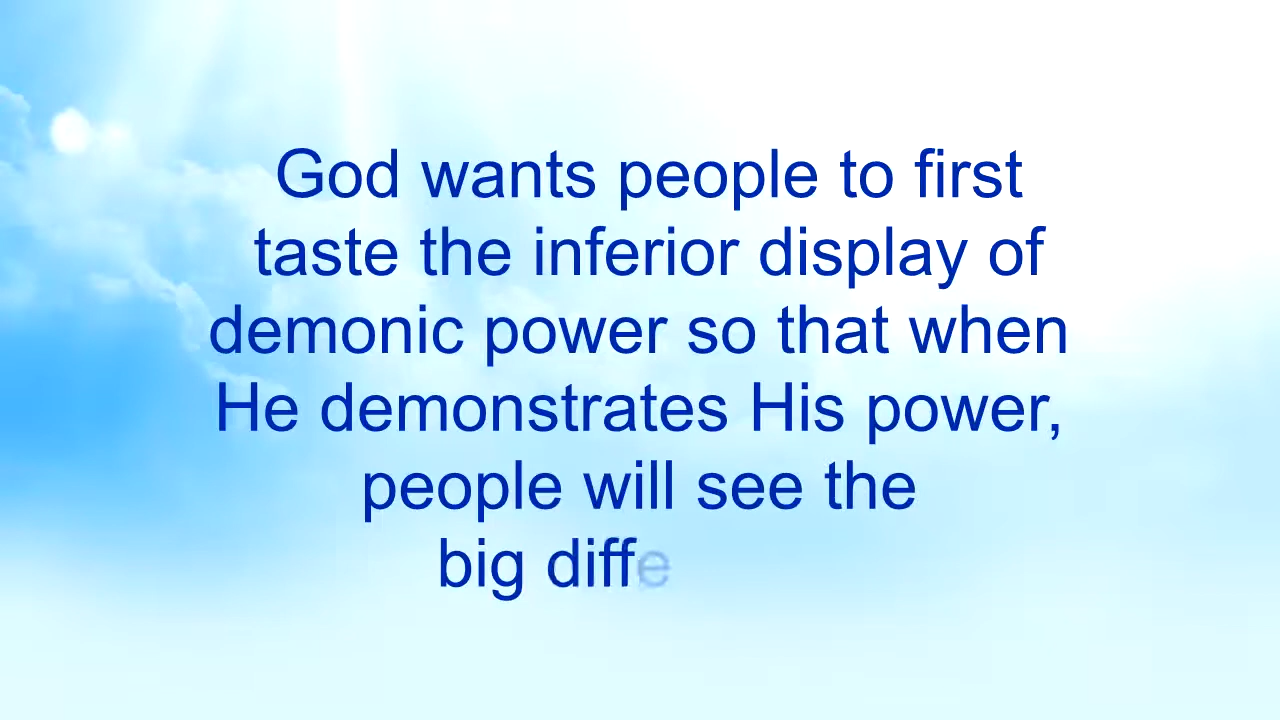 God wants people to first
taste the inferior display of
demonic power so that when
He demonstrates His power,
people will see the
big diffe